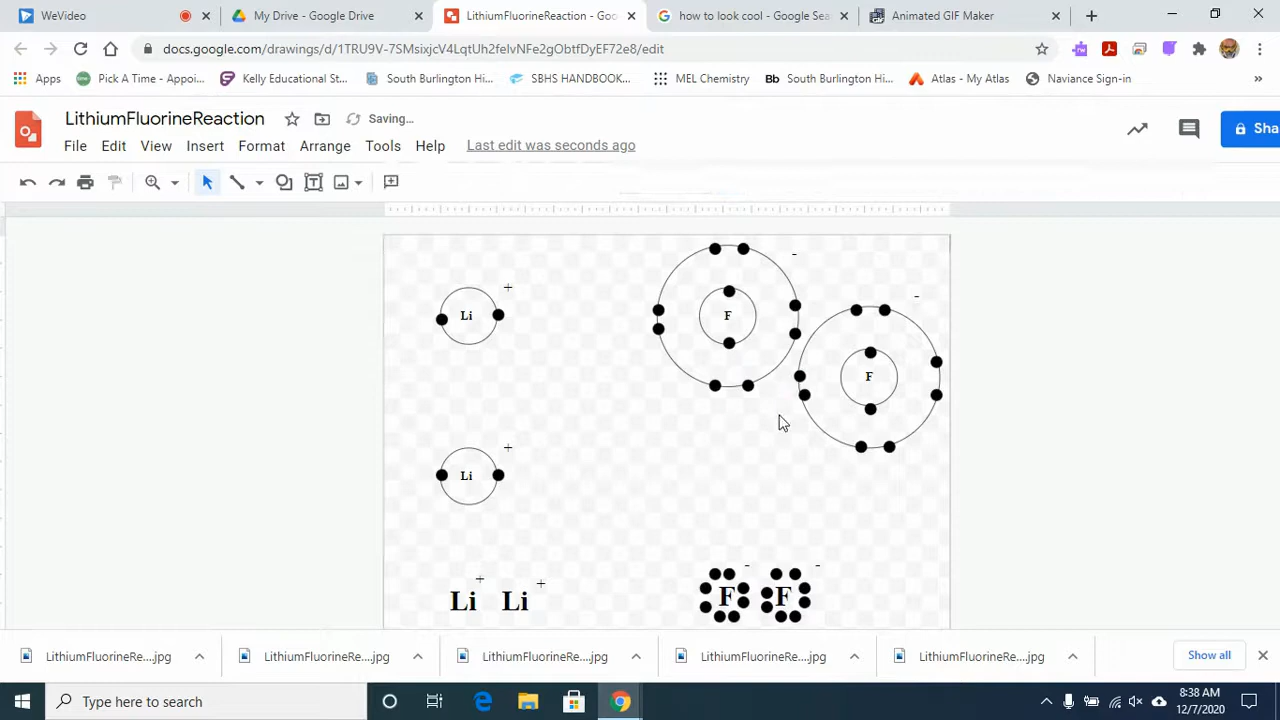 WeVideo
My Drive - Google Drive
LithiumFluorineReaction - Goo
how to look cool - Google Sea
Animated GIF Maker
docs.google.com/drawings/d/1TRU9V-7SMsixjcV4LqtUh2feIvNFe2gObtfDyEF72e8/edit
Apps
Pick A Time - Appoi...
Kelly Educational St...
South Burlington Hi...
SBHS HANDBOOK...
MEL Chemistry
Bb South Burlington Hi...
Atlas - My Atlas
Naviance Sign-in
»
LithiumFluorineReaction
Saving...
Sha
File Edit View Insert Format Arrange Tools Help Last edit was seconds ago
Li +
F -
F -
Li +
Li + Li +
F - F -
LithiumFluorineRe....jpg
LithiumFluorineRe....jpg
LithiumFluorineRe....jpg
LithiumFluorineRe....jpg
LithiumFluorineRe....jpg
Show all
Type here to search
8:38 AM
12/7/2020